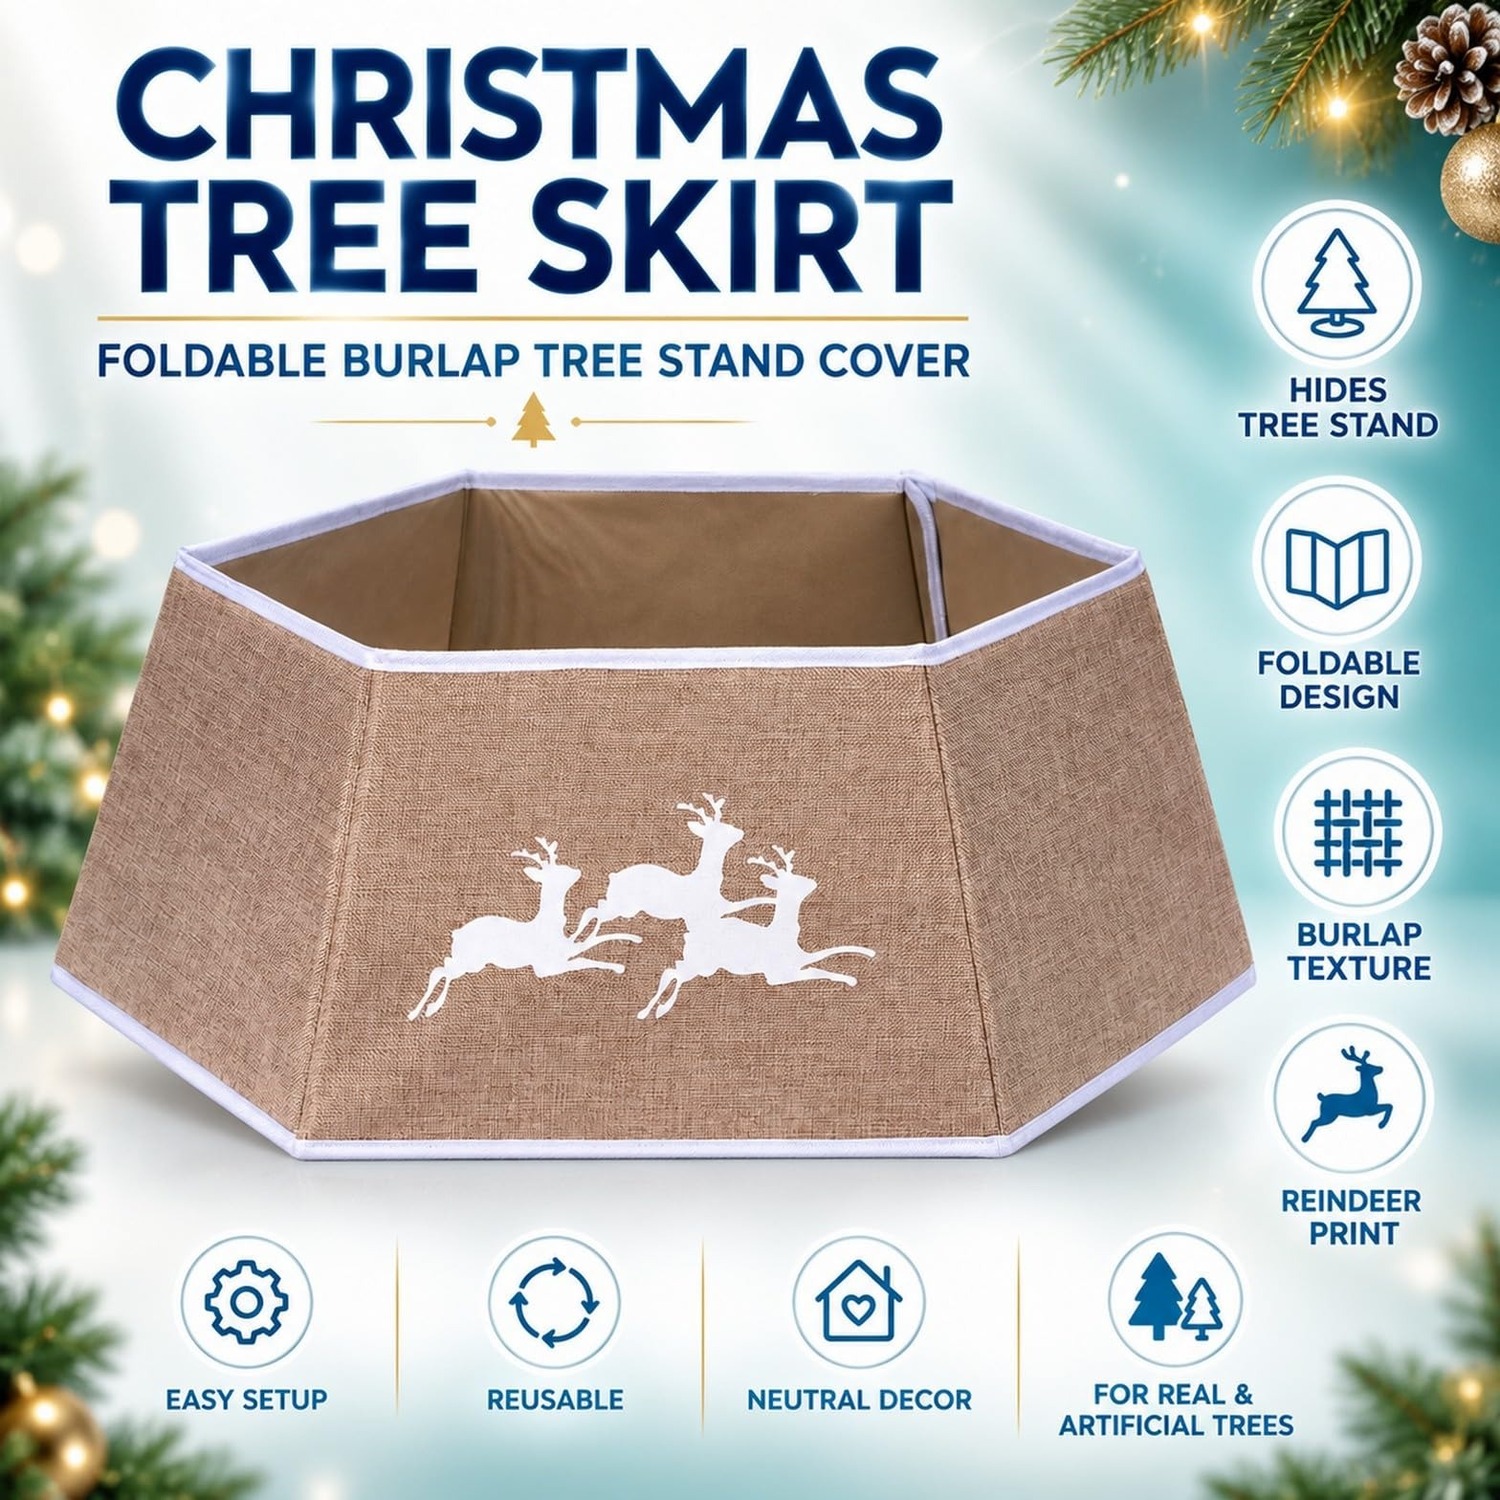 CHRISTMAS
TREE SKIRT
FOLDABLE BURLAP TREE STAND COVER
HIDES
TREE STAND
FOLDABLE
DESIGN
BURLAP
TEXTURE
REINDEER
PRINT
EASY SETUP
REUSABLE
NEUTRAL DECOR
FOR REAL &
ARTIFICIAL TREES